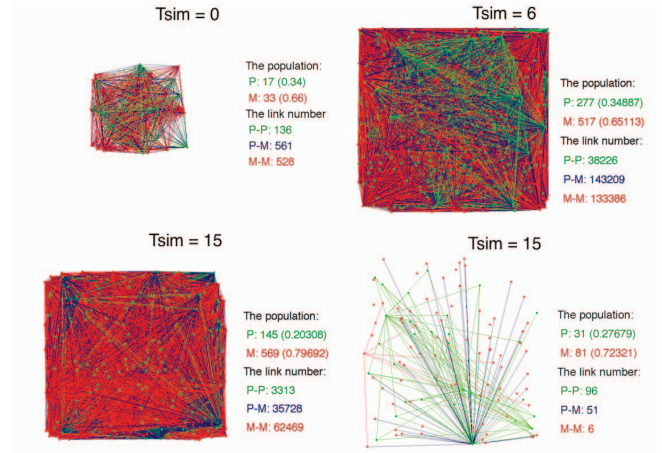 Tsim = 0
The population:
P: 17 (0.34)
M: 33 (0.66)
The link number:
P-P: 136
P-M: 561
M-M: 528
Tsim = 6
The population:
P: 277 (0.34887)
M: 517 (0.65113)
The link number:
P-P: 38226
P-M: 143209
M-M: 133386
Tsim = 15
The population:
P: 145 (0.20308)
M: 569 (0.79692)
The link number:
P-P: 3313
P-M: 35728
M-M: 62469
Tsim = 15
The population:
P: 31 (0.27679)
M: 81 (0.72321)
The link number:
P-P: 96
P-M: 51
M-M: 6